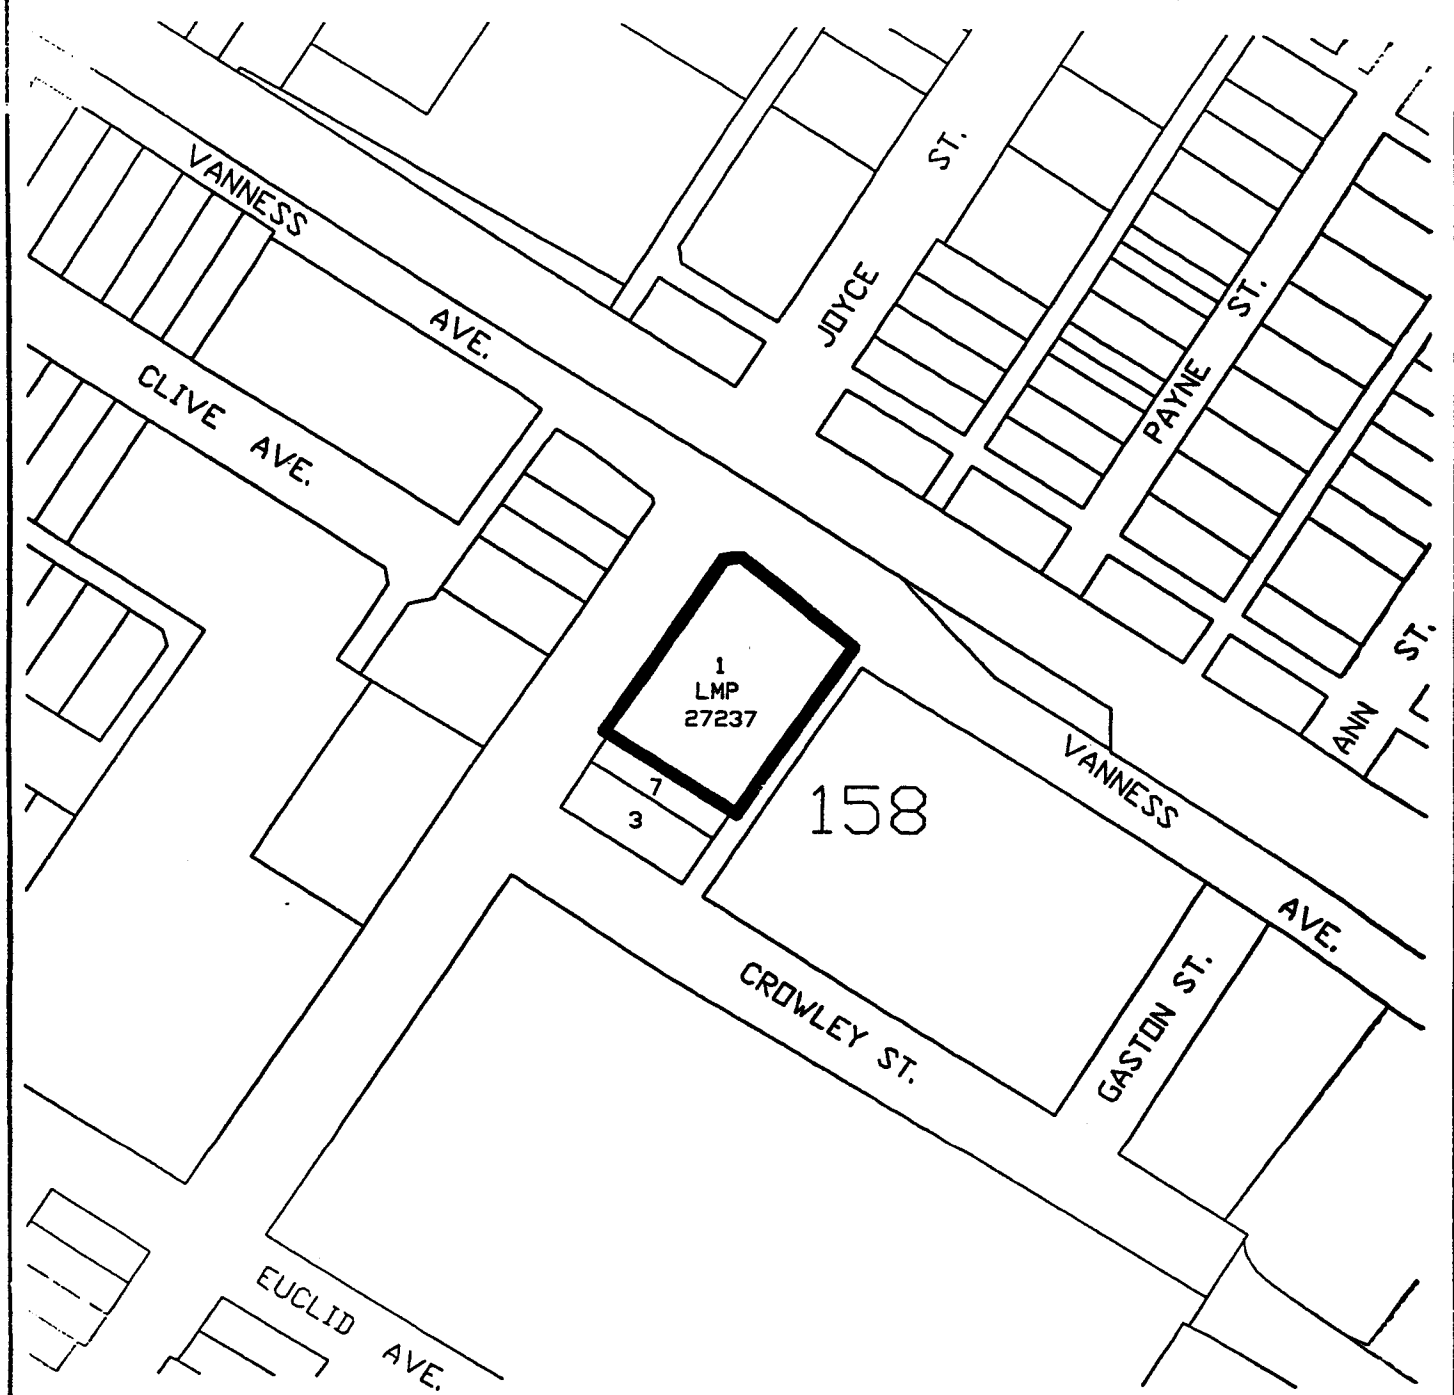 ST.
VANNESS
JOYCE
ST.
AVE.
PAYNE
CLIVE AVE.
ST.
1
LMP
27237
ANN
VANNESS
7
3
158
AVE.
CROWLEY ST.
GASTON ST.
EUCLID AVE.